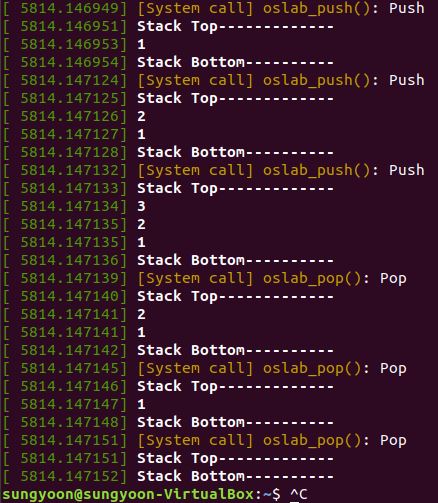 [ 5814.146949] [System call] oslab_push(): Push
[ 5814.146951] Stack Top-------------
[ 5814.146953] 1
[ 5814.146954] Stack Bottom----------
[ 5814.147124] [System call] oslab_push(): Push
[ 5814.147125] Stack Top-------------
[ 5814.147126] 2
[ 5814.147127] 1
[ 5814.147128] Stack Bottom----------
[ 5814.147132] [System call] oslab_push(): Push
[ 5814.147133] Stack Top-------------
[ 5814.147134] 3
[ 5814.147135] 2
[ 5814.147135] 1
[ 5814.147136] Stack Bottom----------
[ 5814.147139] [System call] oslab_pop(): Pop
[ 5814.147140] Stack Top-------------
[ 5814.147141] 2
[ 5814.147141] 1
[ 5814.147142] Stack Bottom----------
[ 5814.147145] [System call] oslab_pop(): Pop
[ 5814.147146] Stack Top-------------
[ 5814.147147] 1
[ 5814.147148] Stack Bottom----------
[ 5814.147151] [System call] oslab_pop(): Pop
[ 5814.147152] Stack Top-------------
[ 5814.147152] Stack Bottom----------
sungyoon@sungyoon-VirtualBox:~$ ^C